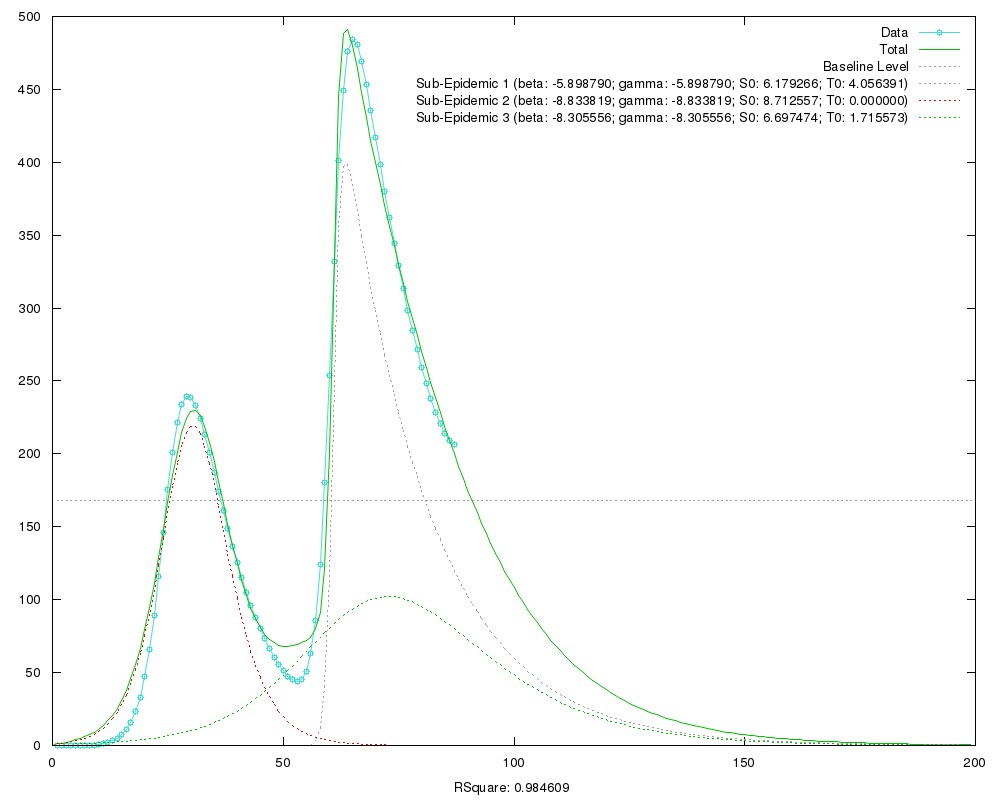 500
450
400
350
300
250
200
150
100
50
0
Data
Total
Baseline Level
Sub-Epidemic 1 (beta: -5.898790; gamma: -5.898790; S0: 6.179266; T0: 4.056391)
Sub-Epidemic 2 (beta: -8.833819; gamma: -8.833819; S0: 8.712557; T0: 0.000000)
Sub-Epidemic 3 (beta: -8.305556; gamma: -8.305556; S0: 6.697474; T0: 1.715573)
0 50 100 150 200
RSquare: 0.984609